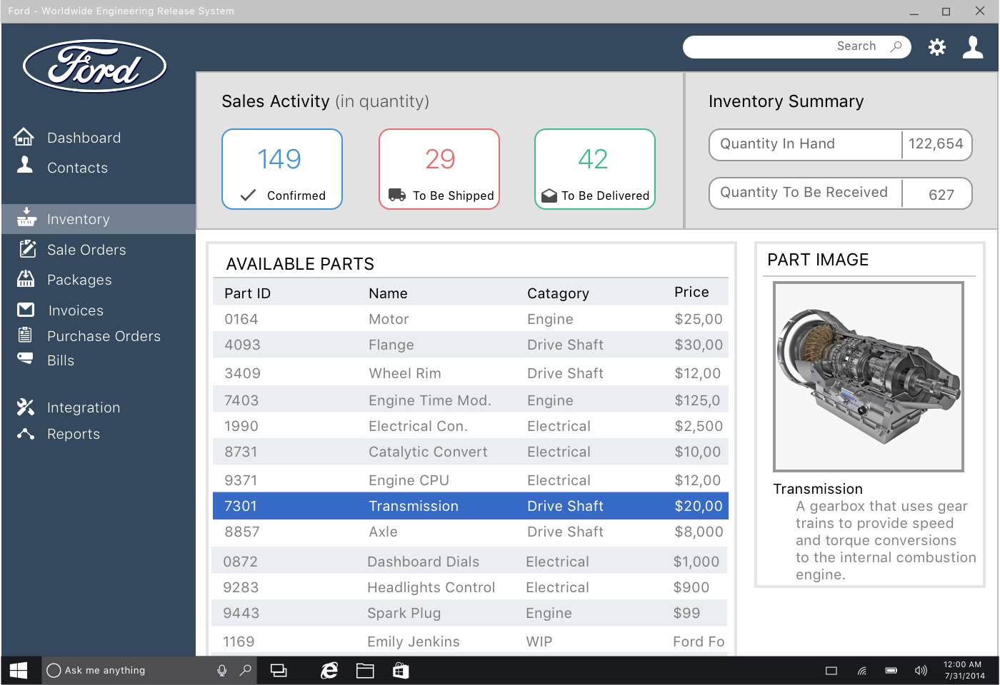 Ford - Worldwide Engineering Release System
Ford
Search
Dashboard
Contacts
Inventory
Sale Orders
Packages
Invoices
Purchase Orders
Bills
Integration
Reports
Sales Activity (in quantity)
149
Confirmed
29
To Be Shipped
42
To Be Delivered
Inventory Summary
Quantity In Hand 122,654
Quantity To Be Received 627
AVAILABLE PARTS
Part ID Name Catagory Price
0164 Motor Engine $25,00
4093 Flange Drive Shaft $30,00
3409 Wheel Rim Drive Shaft $12,00
7403 Engine Time Mod. Engine $125,0
1990 Electrical Con. Electrical $2,500
8731 Catalytic Convert Electrical $10,00
9371 Engine CPU Electrical $12,00
7301 Transmission Drive Shaft $20,00
8857 Axle Drive Shaft $8,000
0872 Dashboard Dials Electrical $1,000
9283 Headlights Control Electrical $900
9443 Spark Plug Engine $99
1169 Emily Jenkins WIP Ford Fo
PART IMAGE
Transmission
A gearbox that uses gear
trains to provide speed
and torque conversions
to the internal combustion
engine.
Ask me anything
12:00 AM
7/31/2014